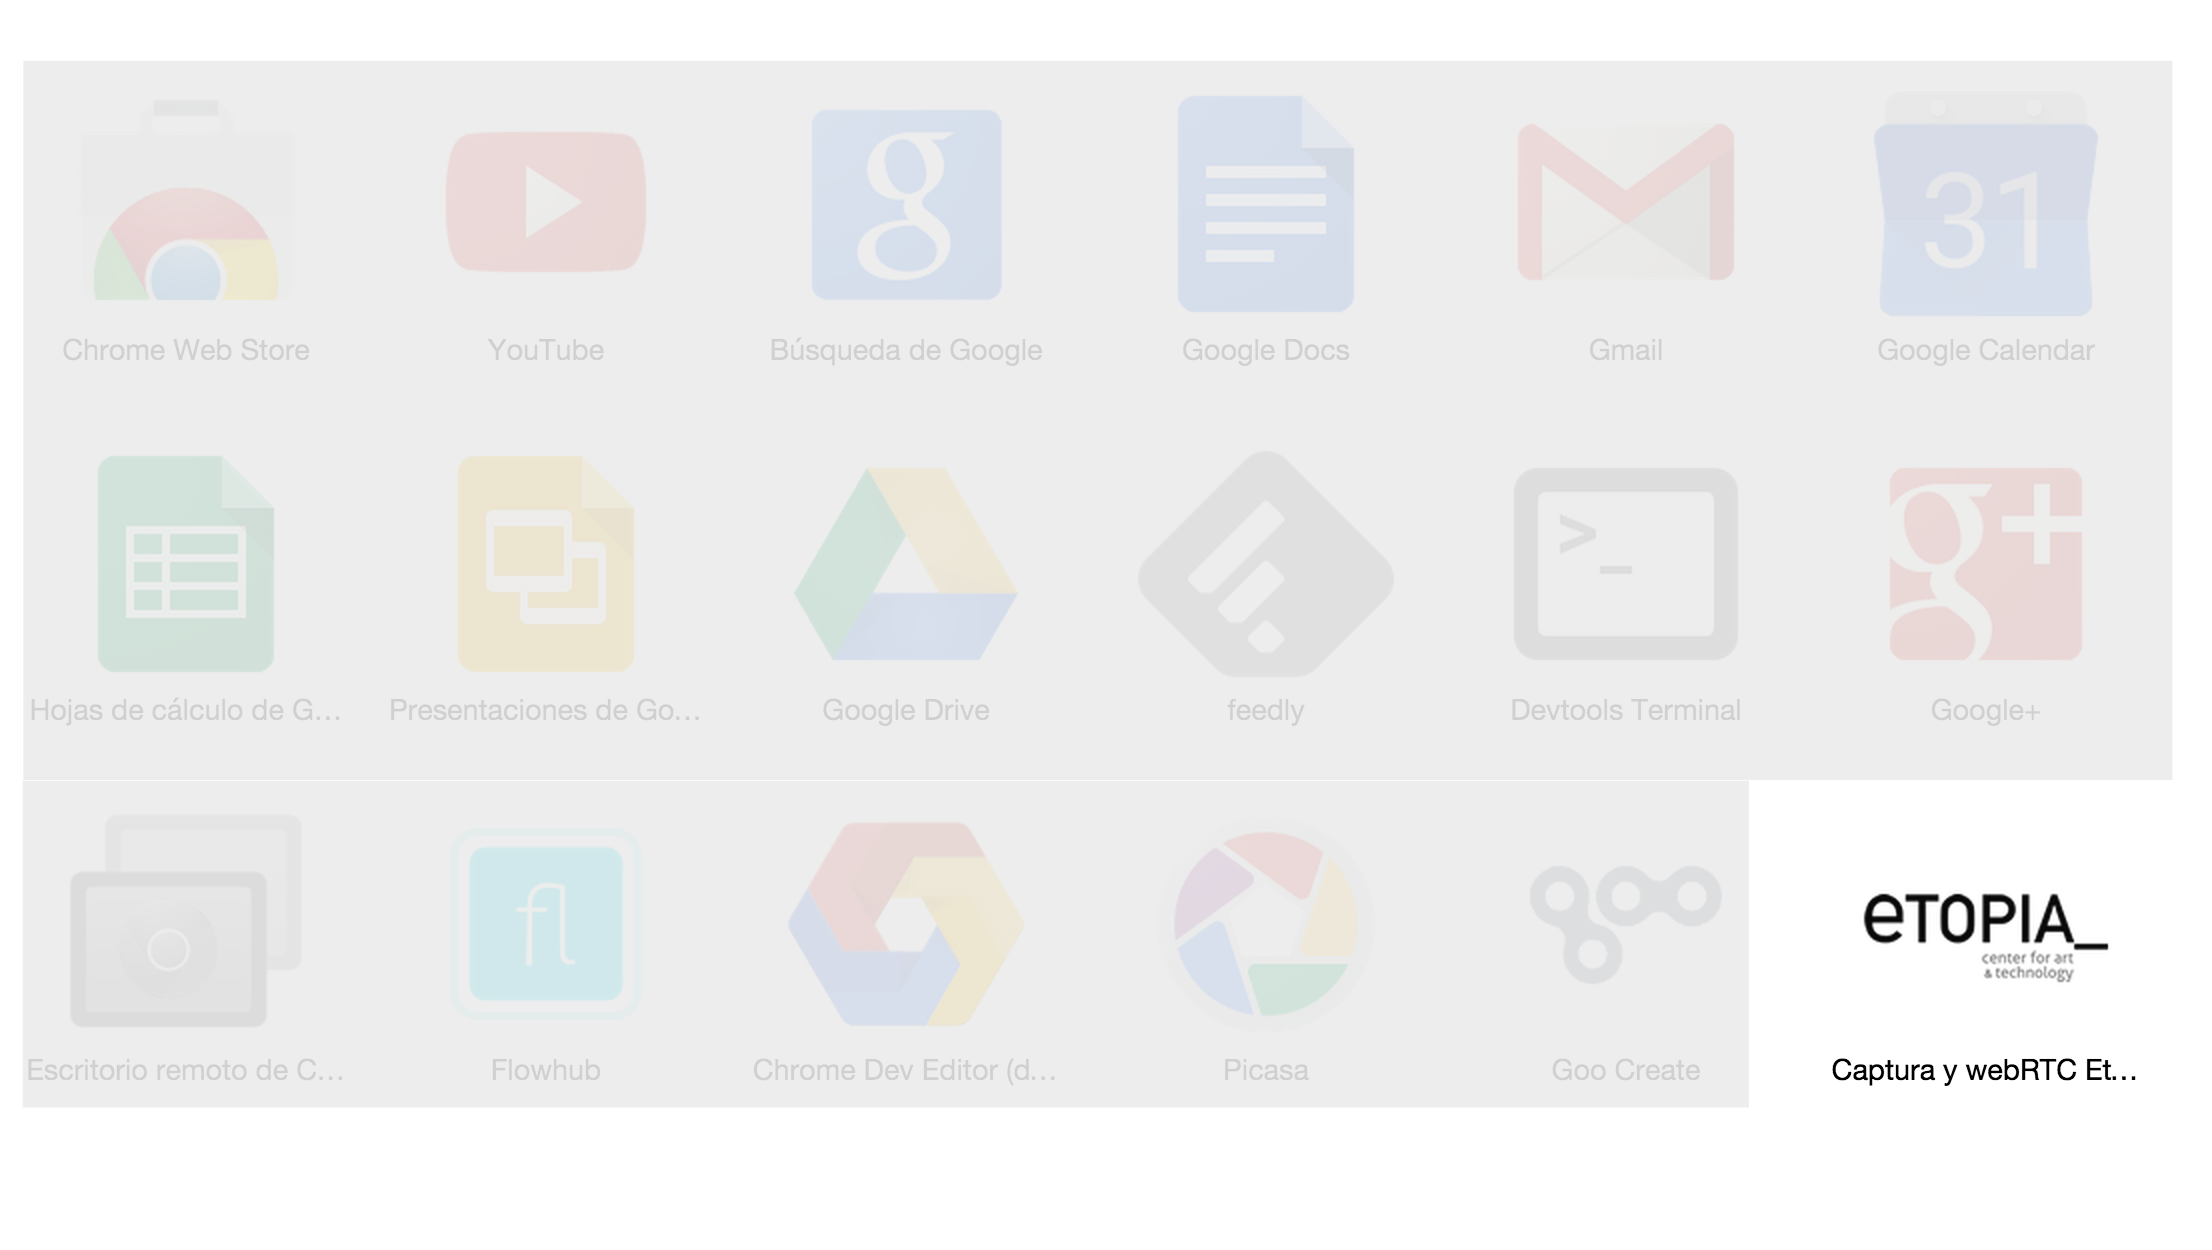 g
31
Chrome Web Store
YouTube
Búsqueda de Google
Google Docs
Gmail
Google Calendar
>_
g+
Hojas de cálculo de G...
Presentaciones de Go...
Google Drive
feedly
Devtools Terminal
Google+
fl
eTOPIA_
center for art
& technology
Escritorio remoto de C...
Flowhub
Chrome Dev Editor (d...
Picasa
Goo Create
Captura y webRTC Et...